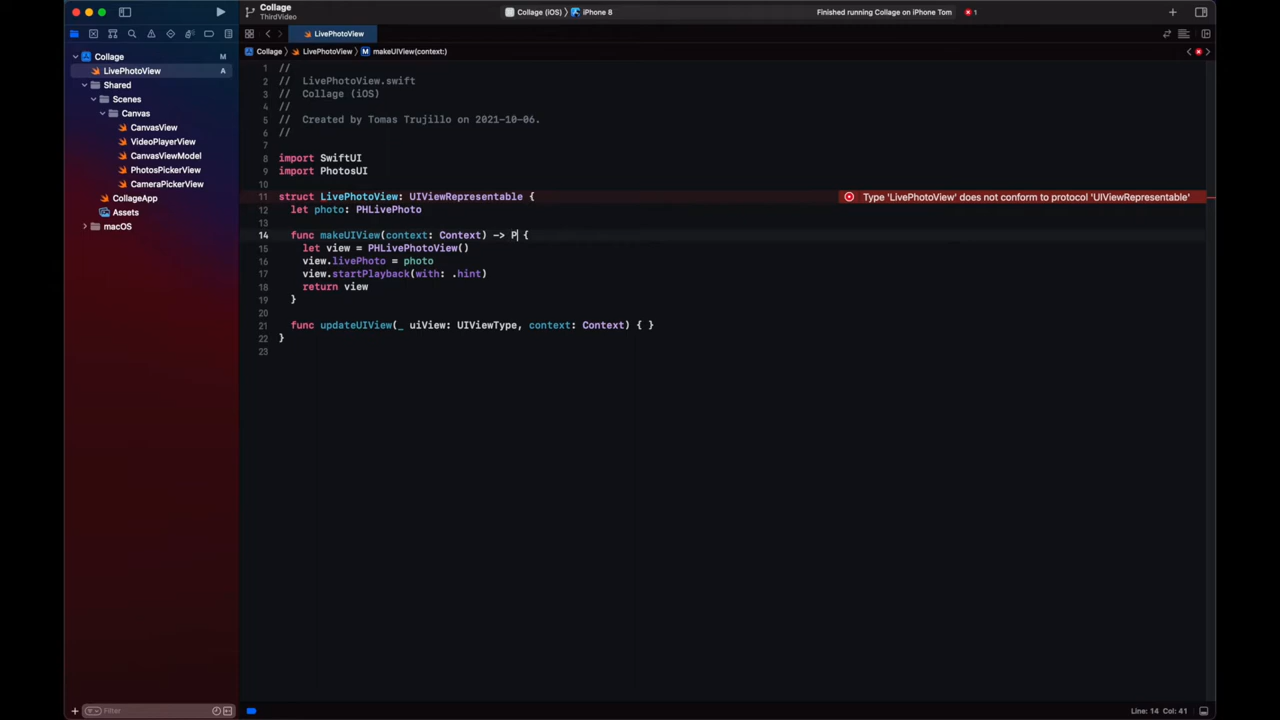 Collage
ThirdVideo
Collage (iOS) 〉 iPhone 8
Finished running Collage on iPhone Tom
1
LivePhotoView
Collage 〉 LivePhotoView 〉 M makeUIView(context:)
Collage M
LivePhotoView A
Shared
Scenes
Canvas
CanvasView
VideoPlayerView
CanvasViewModel
PhotosPickerView
CameraPickerView
CollageApp
Assets
macOS
1 //
2 // LivePhotoView.swift
3 // Collage (iOS)
4 //
5 // Created by Tomas Trujillo on 2021-10-06.
6 //
7
8 import SwiftUI
9 import PhotosUI
10
11 struct LivePhotoView: UIViewRepresentable {
Type 'LivePhotoView' does not conform to protocol 'UIViewRepresentable'
12 let photo: PHLivePhoto
13
14 func makeUIView(context: Context) -> P {
15 let view = PHLivePhotoView()
16 view.livePhoto = photo
17 view.startPlayback(with: .hint)
18 return view
19 }
20
21 func updateUIView(_ uiView: UIViewType, context: Context) { }
22 }
23
Filter
Line: 14 Col: 41